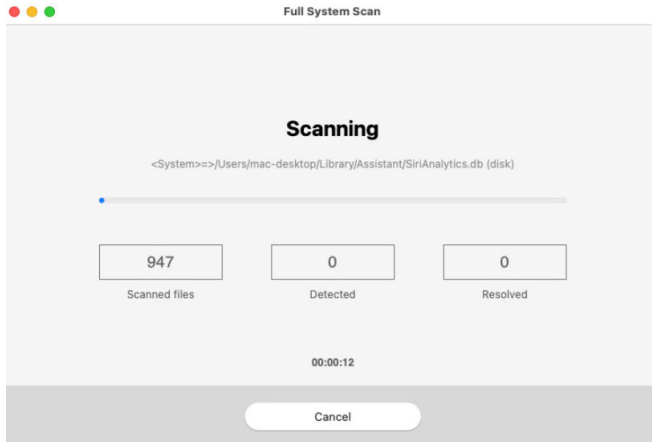 Full System Scan
Scanning
<System>=>/Users/mac-desktop/Library/Assistant/SiriAnalytics.db (disk)
947
0
0
Scanned files
Detected
Resolved
00:00:12
Cancel